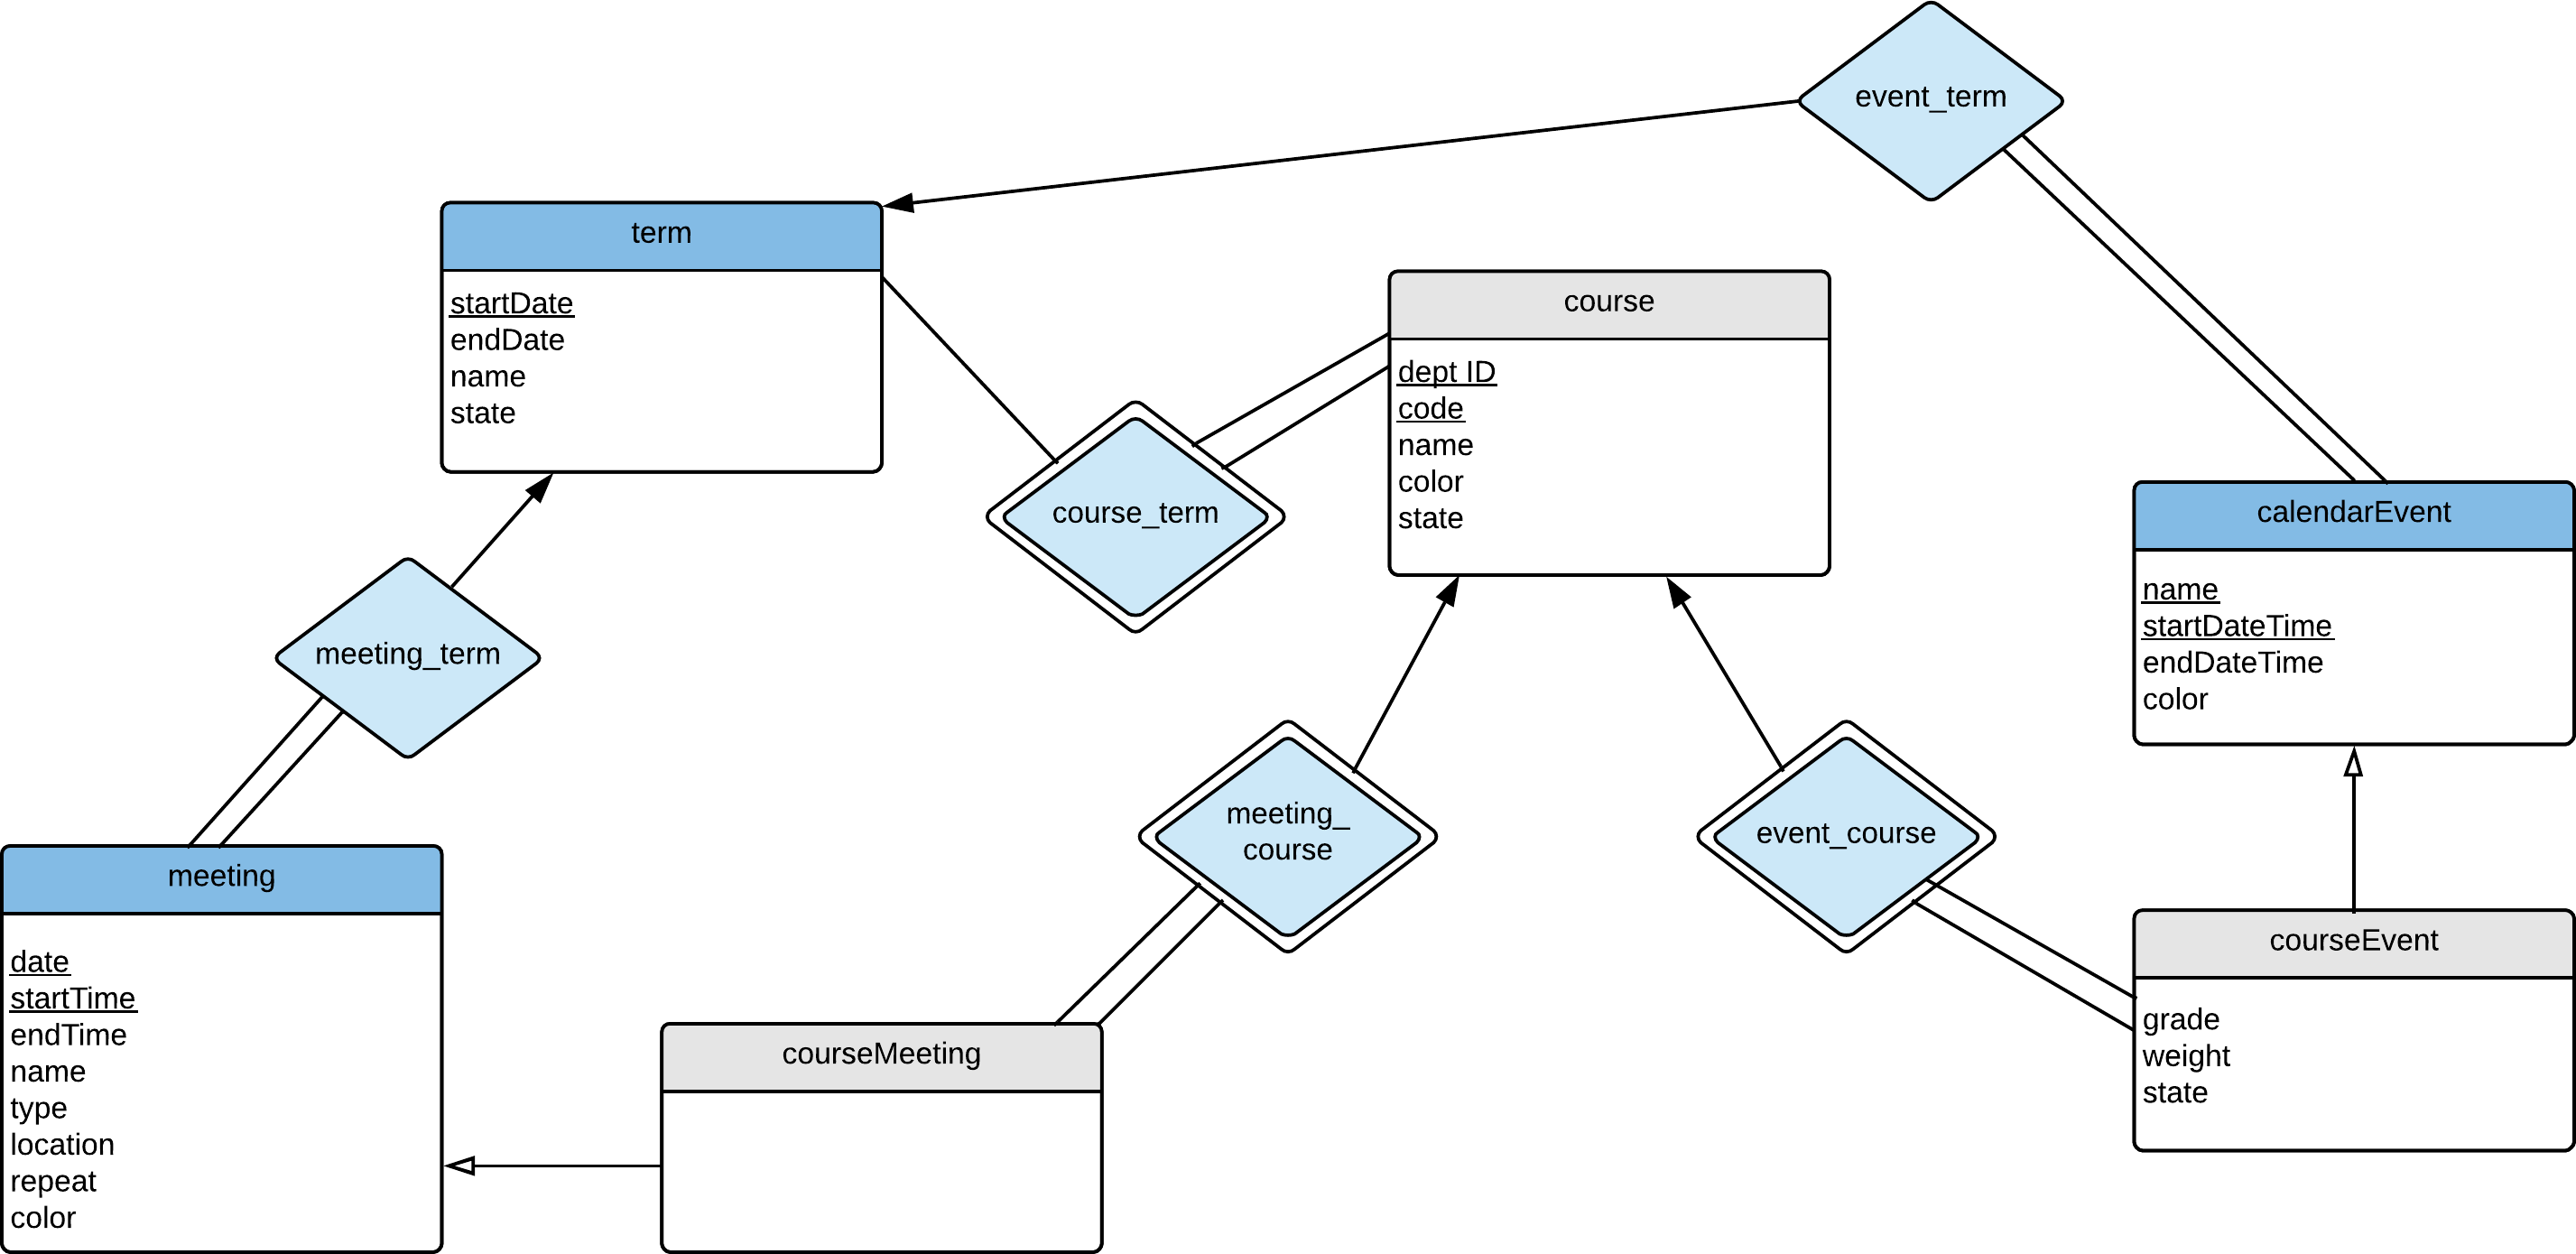 event_term
term
startDate
endDate
name
state
course
dept ID
code
name
color
state
course_term
calendarEvent
name
startDateTime
endDateTime
color
meeting_term
meeting_
course
event_course
meeting
date
startTime
endTime
name
type
location
repeat
color
courseMeeting
courseEvent
grade
weight
state